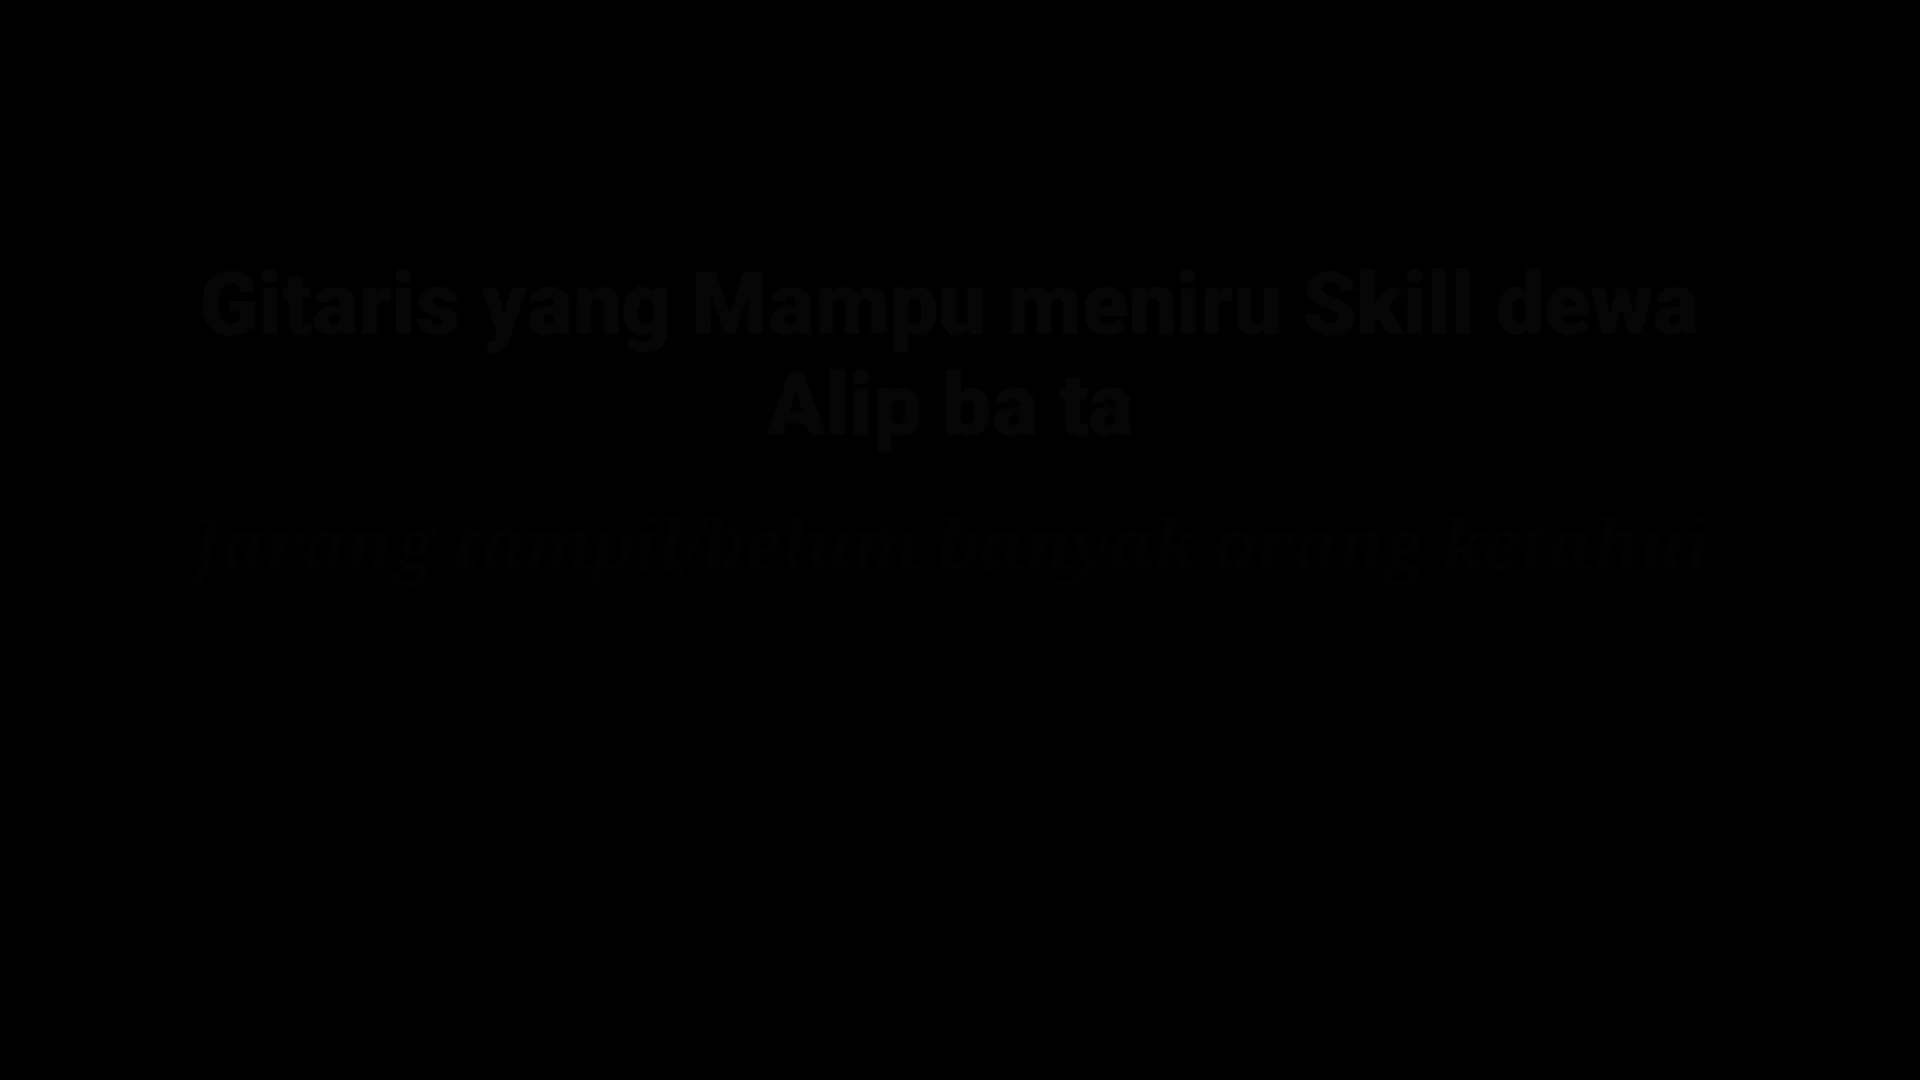 Gitaris yang Mampu meniru Skill dewa
Alip ba ta
Jarang tampil/belum banyak orang ketahui